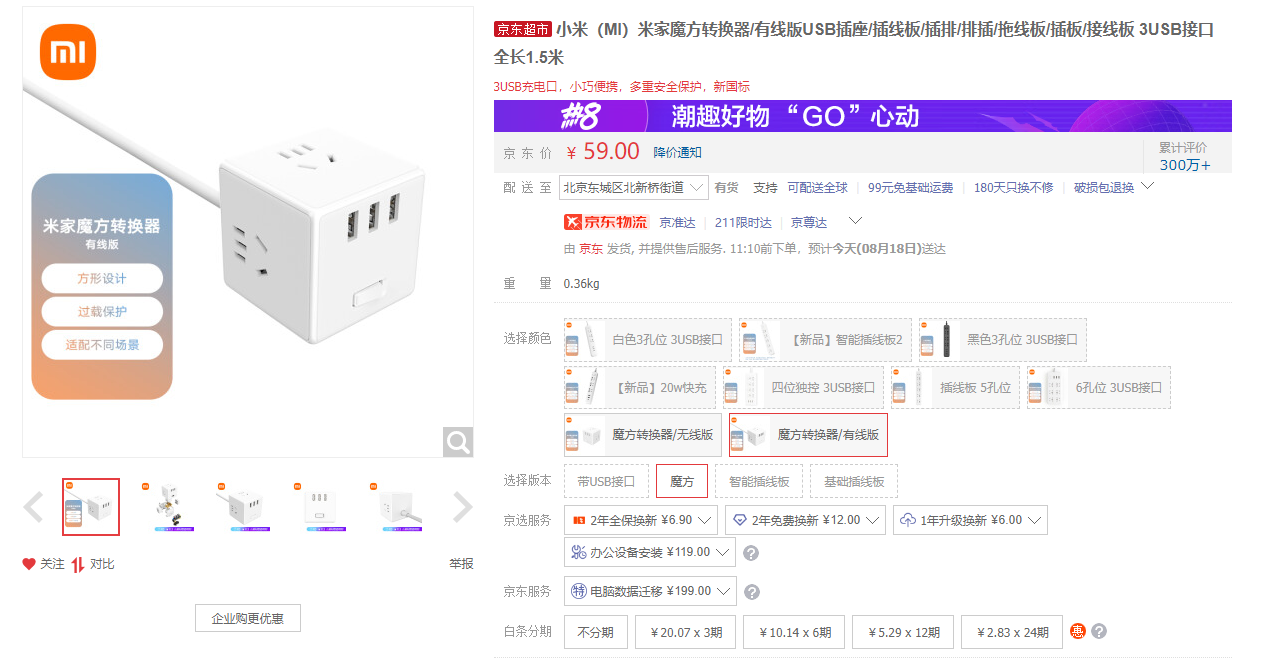 mi
米家魔方转换器
有线版
方形设计
过载保护
适配不同场景
关注 对比 举报
企业购更优惠
京东超市 小米（MI）米家魔方转换器/有线版USB插座/插线板/插排/排插/拖线板/插板/接线板 3USB接口
全长1.5米
3USB充电口，小巧便携，多重安全保护，新国标
#8 潮趣好物 “GO” 心动
京东价 ￥59.00 降价通知 累计评价
300万+
配送至 北京东城区北新桥街道 有货 支持 可配送全球 99元免基础运费 180天只换不修 破损包退换
京东物流 京准达 211限时达 京尊达
由 京东 发货, 并提供售后服务. 11:10前下单，预计今天(08月18日)送达
重量 0.36kg
选择颜色 白色3孔位 3USB接口 【新品】智能插线板2 黑色3孔位 3USB接口
【新品】20w快充 四位独控 3USB接口 插线板 5孔位 6孔位 3USB接口
魔方转换器/无线版 魔方转换器/有线版
选择版本 带USB接口 魔方 智能插线板 基础插线板
京选服务 2年全保换新 ¥6.90 2年免费换新 ¥12.00 1年升级换新 ¥6.00
办公设备安装 ¥119.00 ?
京东服务 特 电脑数据迁移 ¥199.00 ?
白条分期 不分期 ￥20.07 x 3期 ￥10.14 x 6期 ￥5.29 x 12期 ￥2.83 x 24期 惠 ?